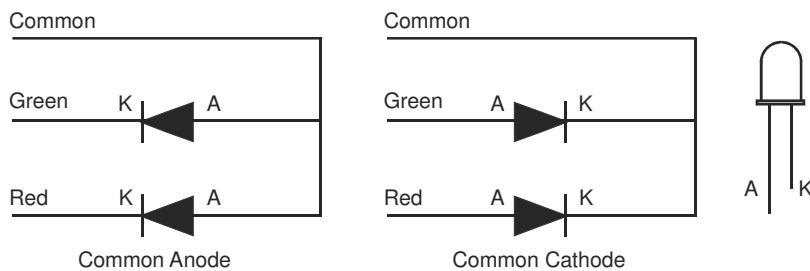 Common
Green K A
Red K A
Common Anode
Common
Green A K
Red A K
Common Cathode
A K